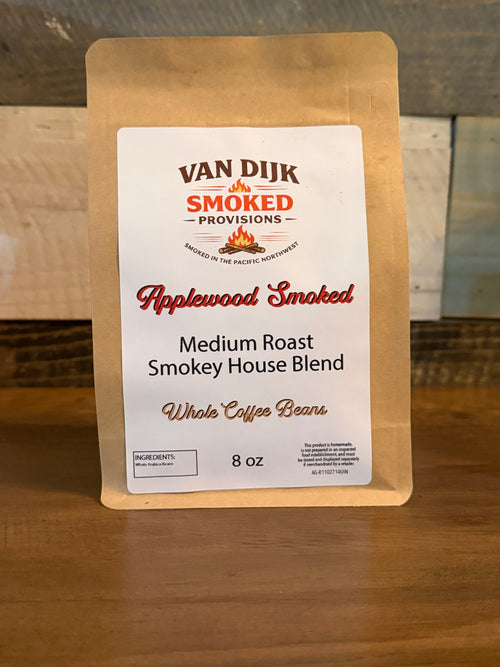 VAN DIJK
SMOKED
PROVISIONS
SMOKED IN THE PACIFIC NORTHWEST
Applewood Smoked
Medium Roast
Smokey House Blend
Whole Coffee Beans
INGREDIENTS:
Whole Arabica Beans
8 oz
This product is homemade,
is not prepared in an inspected
food establishment, and must
be stored and displayed separately
if merchandised by a retailer.